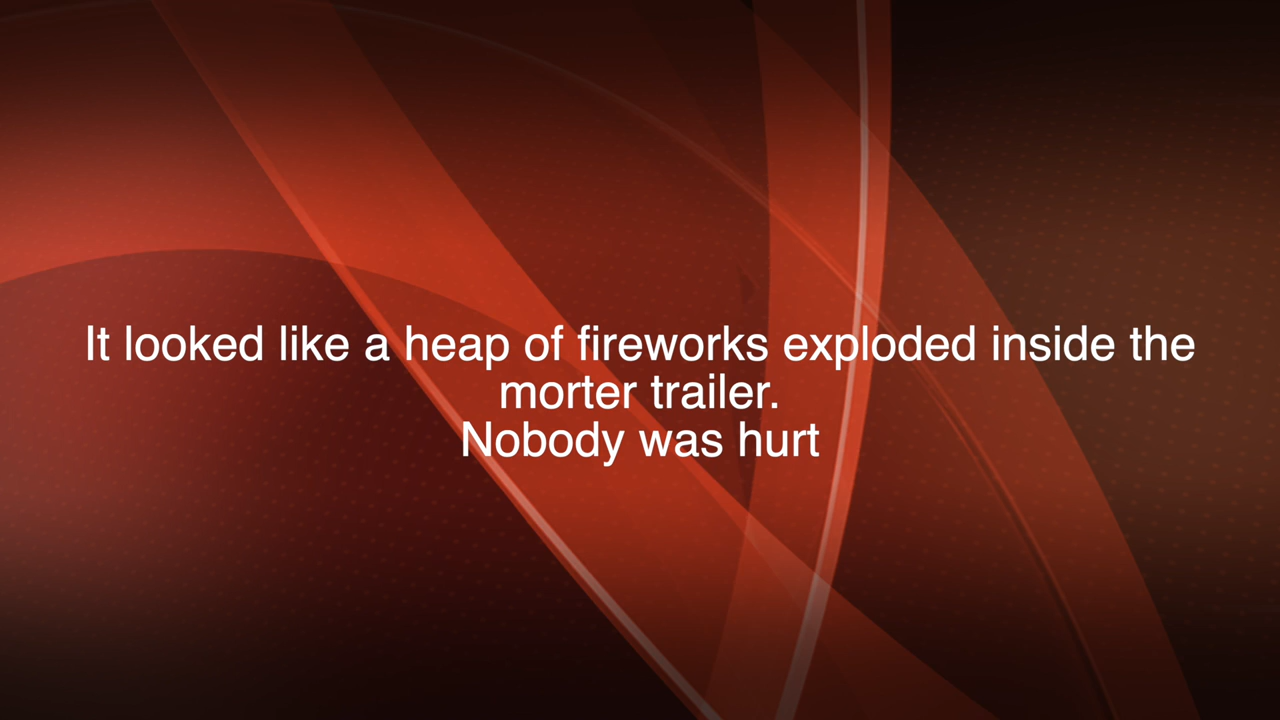 It looked like a heap of fireworks exploded inside the
morter trailer.
Nobody was hurt